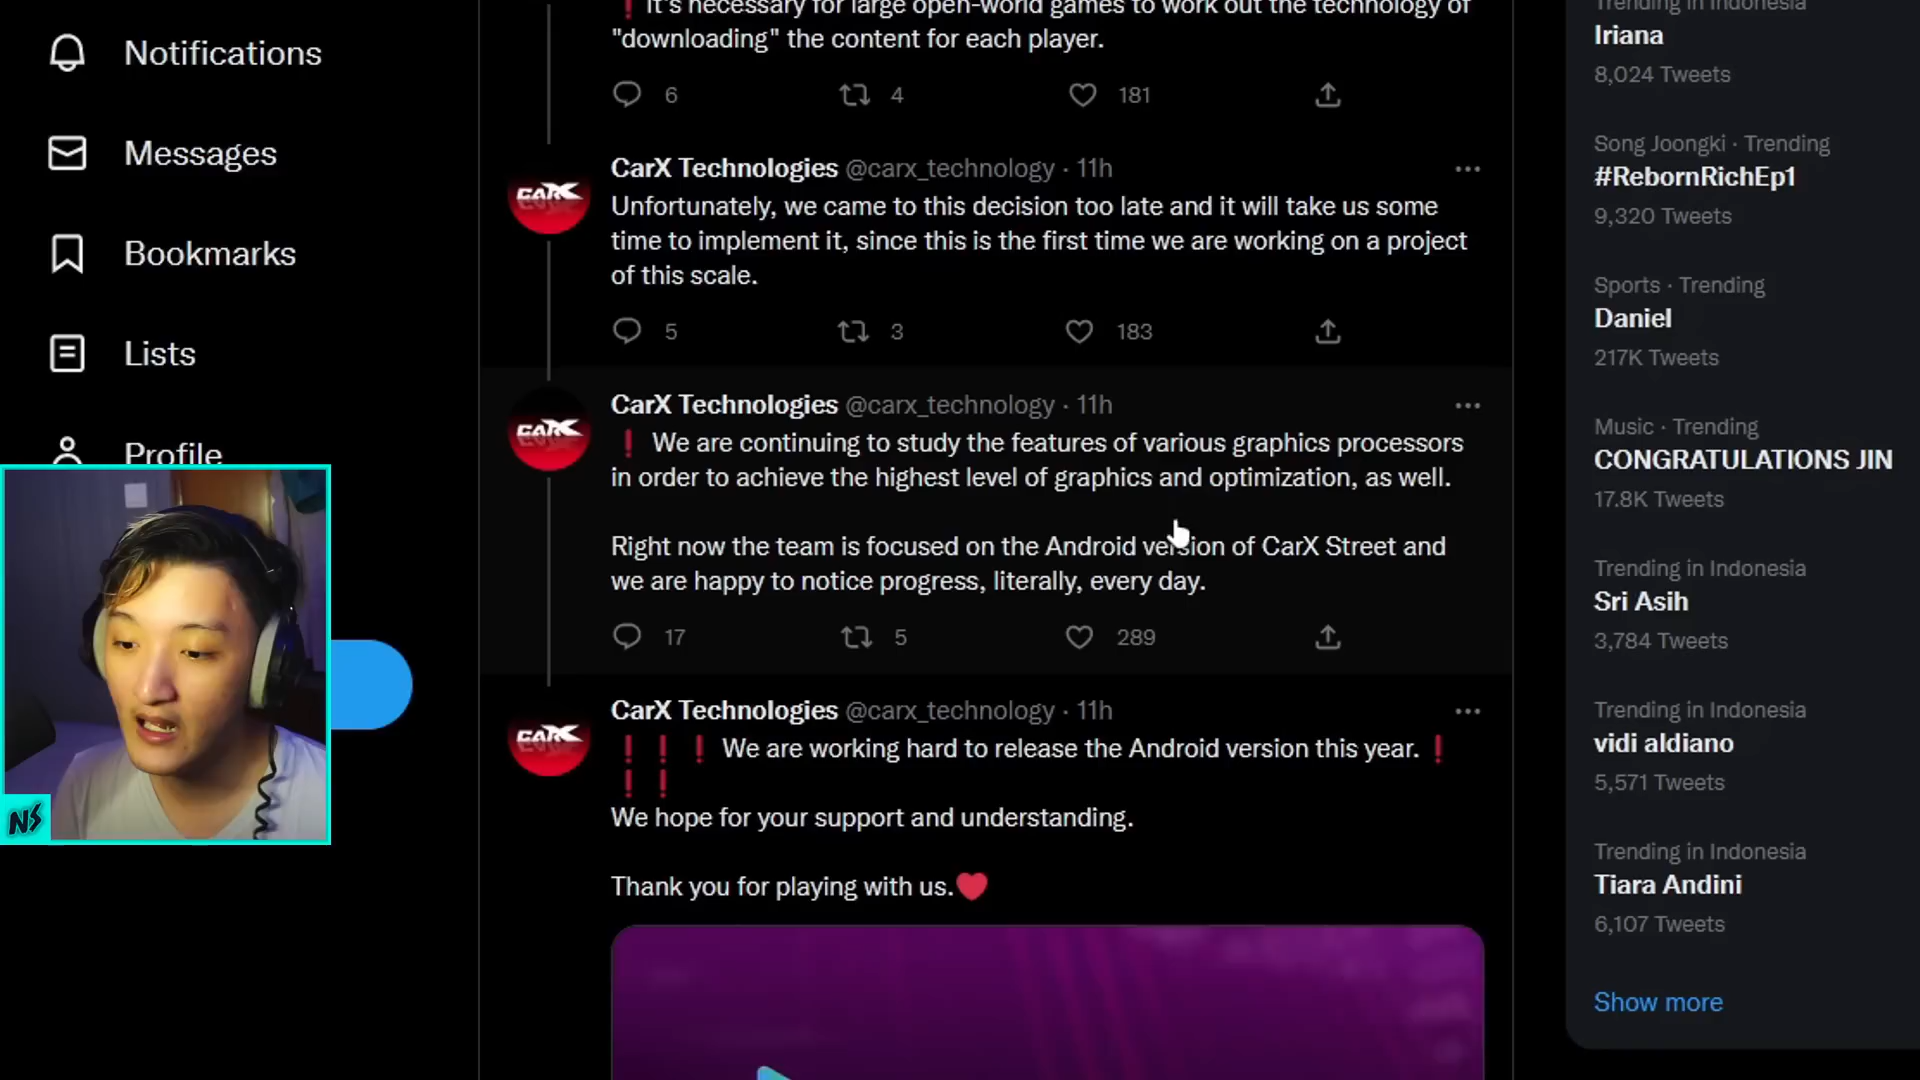 Notifications
Messages
Bookmarks
Lists
Profile
NS
❗ It's necessary for large open-world games to work out the technology of
"downloading" the content for each player.
6 4 181
CarX Technologies @carx_technology · 11h
Unfortunately, we came to this decision too late and it will take us some
time to implement it, since this is the first time we are working on a project
of this scale.
5 3 183
CarX Technologies @carx_technology · 11h
❗ We are continuing to study the features of various graphics processors
in order to achieve the highest level of graphics and optimization, as well.
Right now the team is focused on the Android version of CarX Street and
we are happy to notice progress, literally, every day.
17 5 289
CarX Technologies @carx_technology · 11h
❗❗❗ We are working hard to release the Android version this year.❗
❗❗
We hope for your support and understanding.
Thank you for playing with us.❤
CARX
CARX
CARX
Trending in Indonesia
Iriana
8,024 Tweets
Song Joongki · Trending
#RebornRichEp1
9,320 Tweets
Sports · Trending
Daniel
217K Tweets
Music · Trending
CONGRATULATIONS JIN
17.8K Tweets
Trending in Indonesia
Sri Asih
3,784 Tweets
Trending in Indonesia
vidi aldiano
5,571 Tweets
Trending in Indonesia
Tiara Andini
6,107 Tweets
Show more